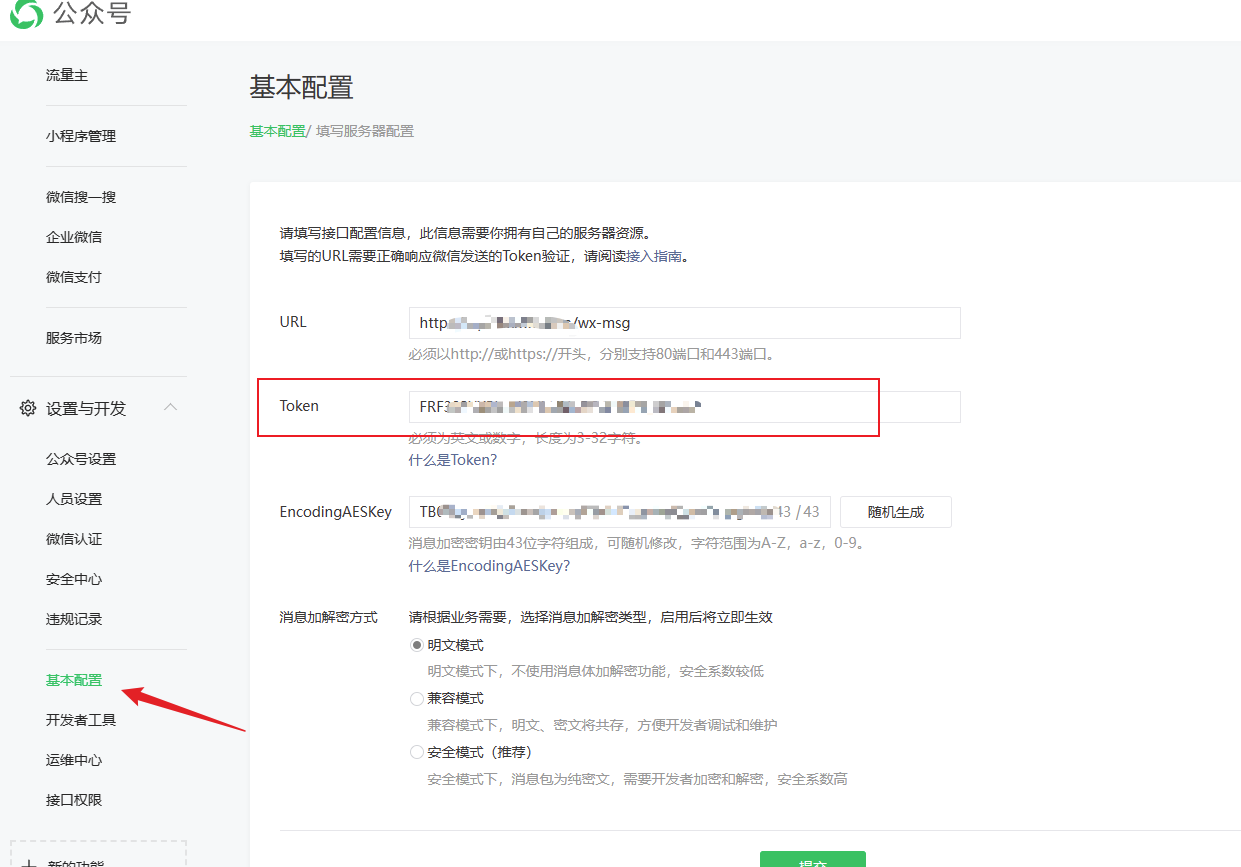 公众号
流量主
小程序管理
微信搜一搜
企业微信
微信支付
服务市场
设置与开发
公众号设置
人员设置
微信认证
安全中心
违规记录
基本配置
开发者工具
运维中心
接口权限
新的功能
基本配置
基本配置/ 填写服务器配置
请填写接口配置信息，此信息需要你拥有自己的服务器资源。
填写的URL需要正确响应微信发送的Token验证，请阅读接入指南。
URL
http /wx-msg
必须以http://或https://开头，分别支持80端口和443端口。
Token
FRF
必须为英文或数字，长度为3-32字符。
什么是Token?
EncodingAESKey
TB 43 / 43
随机生成
消息加密密钥由43位字符组成，可随机修改，字符范围为A-Z，a-z，0-9。
什么是EncodingAESKey?
消息加解密方式
请根据业务需要，选择消息加解密类型，启用后将立即生效
明文模式
明文模式下，不使用消息体加解密功能，安全系数较低
兼容模式
兼容模式下，明文、密文将共存，方便开发者调试和维护
安全模式（推荐）
安全模式下，消息包为纯密文，需要开发者加密和解密，安全系数高
提交